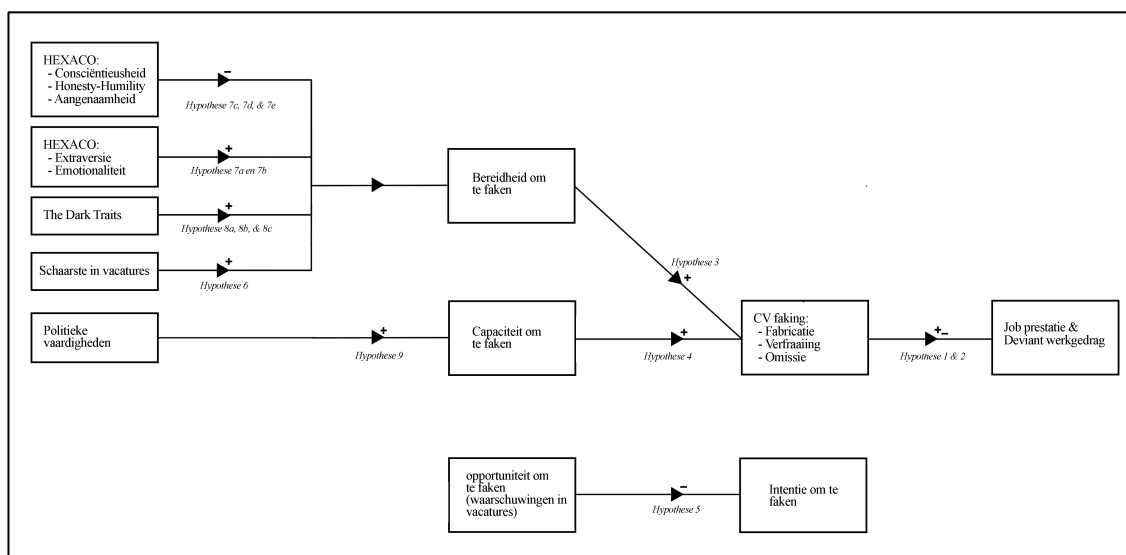 HEXACO:
- Consciëntieusheid
- Honesty-Humility
- Aangenaamheid
-
Hypothese 7c, 7d, & 7e
HEXACO:
- Extraversie
- Emotionaliteit
+
Hypothese 7a en 7b
The Dark Traits
+
Hypothese 8a, 8b, & 8c
Schaarste in vacatures
+
Hypothese 6
Bereidheid om
te faken
Hypothese 3
+
Politieke
vaardigheden
+
Hypothese 9
Capaciteit om
te faken
+
Hypothese 4
CV faking:
- Fabricatie
- Verfraaiing
- Omissie
+-
Hypothese 1 & 2
Job prestatie &
Deviant werkgedrag
opportuniteit om
te faken
(waarschuwingen in
vacatures)
-
Hypothese 5
Intentie om te
faken